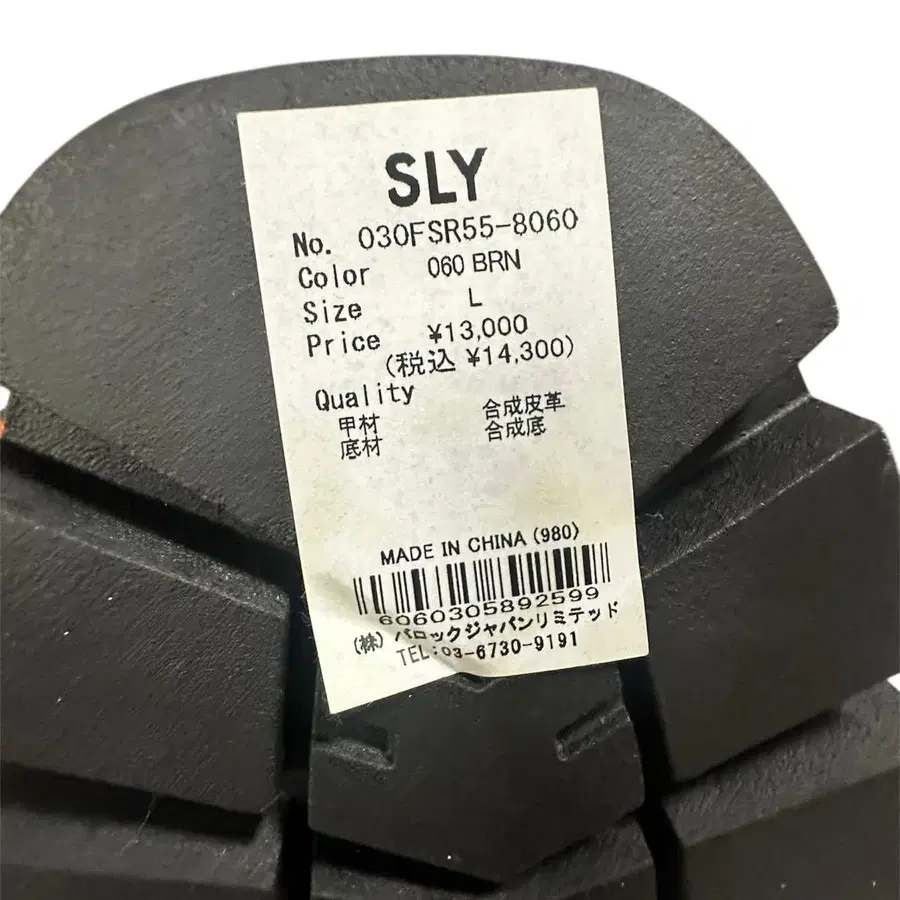 SLY
No. 030FSR55-8060
Color 060 BRN
Size L
Price ¥13,000
(税込 ¥14,300)
Quality
甲材 合成皮革
底材 合成底
MADE IN CHINA (980)
6060305892599
(株) バロックジャパンリミテッド
TEL:03-6730-9191